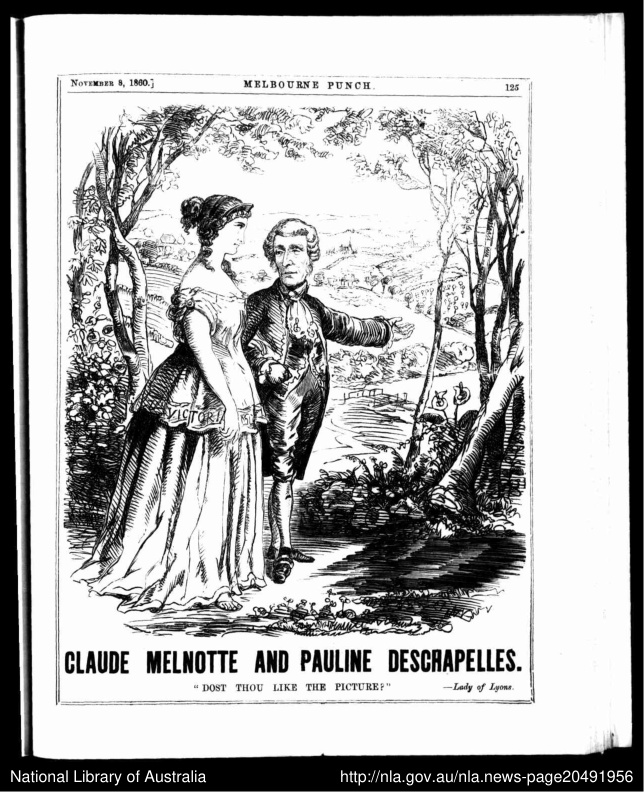 NOVEMBER 8, 1860.] MELBOURNE PUNCH. 125
VICTORIA
CLAUDE MELNOTTE AND PAULINE DESCHAPELLES.
"DOST THOU LIKE THE PICTURE?" —Lady of Lyons.
National Library of Australia http://nla.gov.au/nla.news-page20491956